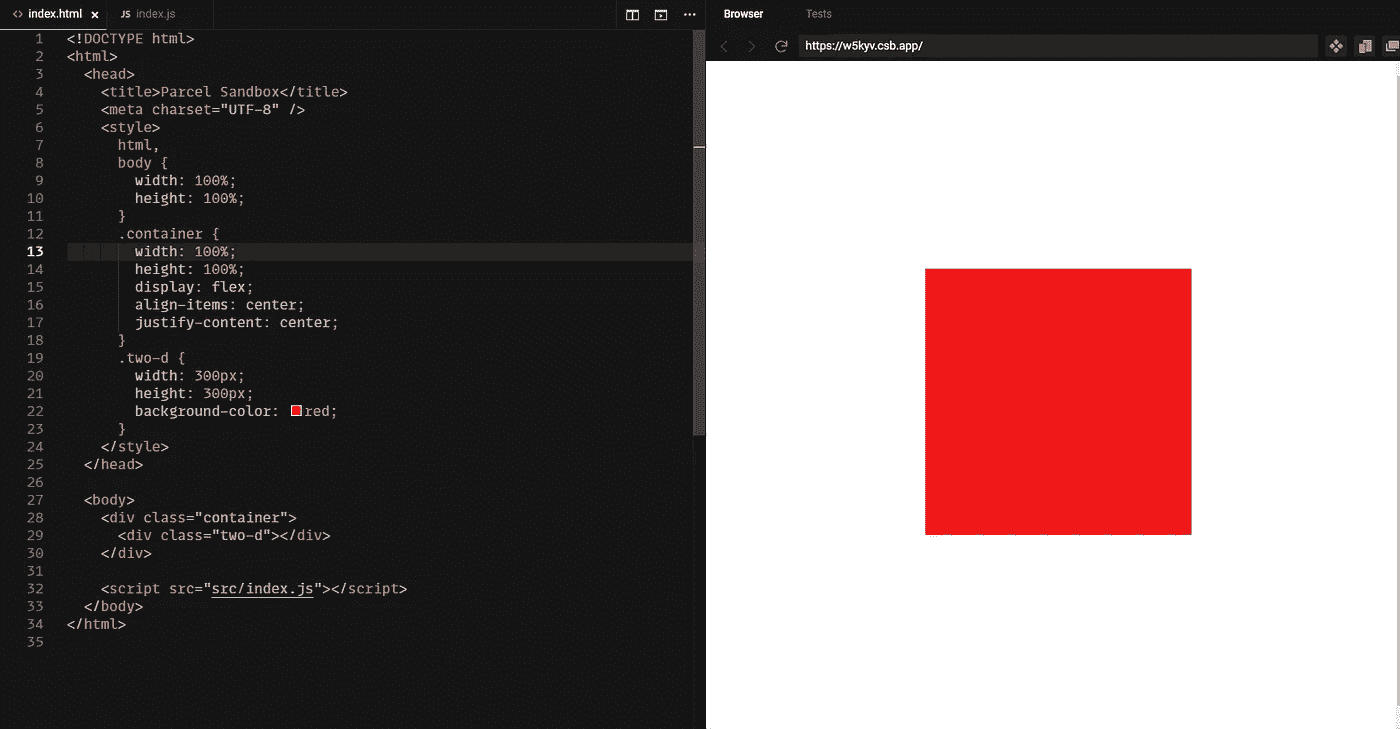 index.html
index.js
Browser
Tests
https://w5kyv.csb.app/
1 <!DOCTYPE html>
2 <html>
3 <head>
4 <title>Parcel Sandbox</title>
5 <meta charset="UTF-8" />
6 <style>
7 html,
8 body {
9 width: 100%;
10 height: 100%;
11 }
12 .container {
13 width: 100%;
14 height: 100%;
15 display: flex;
16 align-items: center;
17 justify-content: center;
18 }
19 .two-d {
20 width: 300px;
21 height: 300px;
22 background-color: red;
23 }
24 </style>
25 </head>
26
27 <body>
28 <div class="container">
29 <div class="two-d"></div>
30 </div>
31
32 <script src="src/index.js"></script>
33 </body>
34 </html>
35